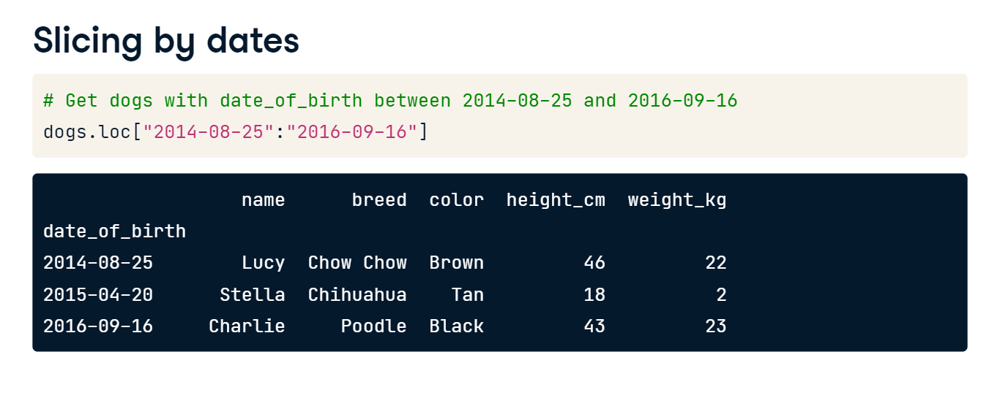 Slicing by dates
# Get dogs with date_of_birth between 2014-08-25 and 2016-09-16
dogs.loc["2014-08-25":"2016-09-16"]
                  name      breed  color  height_cm  weight_kg
date_of_birth
2014-08-25        Lucy  Chow Chow  Brown         46         22
2015-04-20      Stella  Chihuahua    Tan         18          2
2016-09-16     Charlie     Poodle  Black         43         23